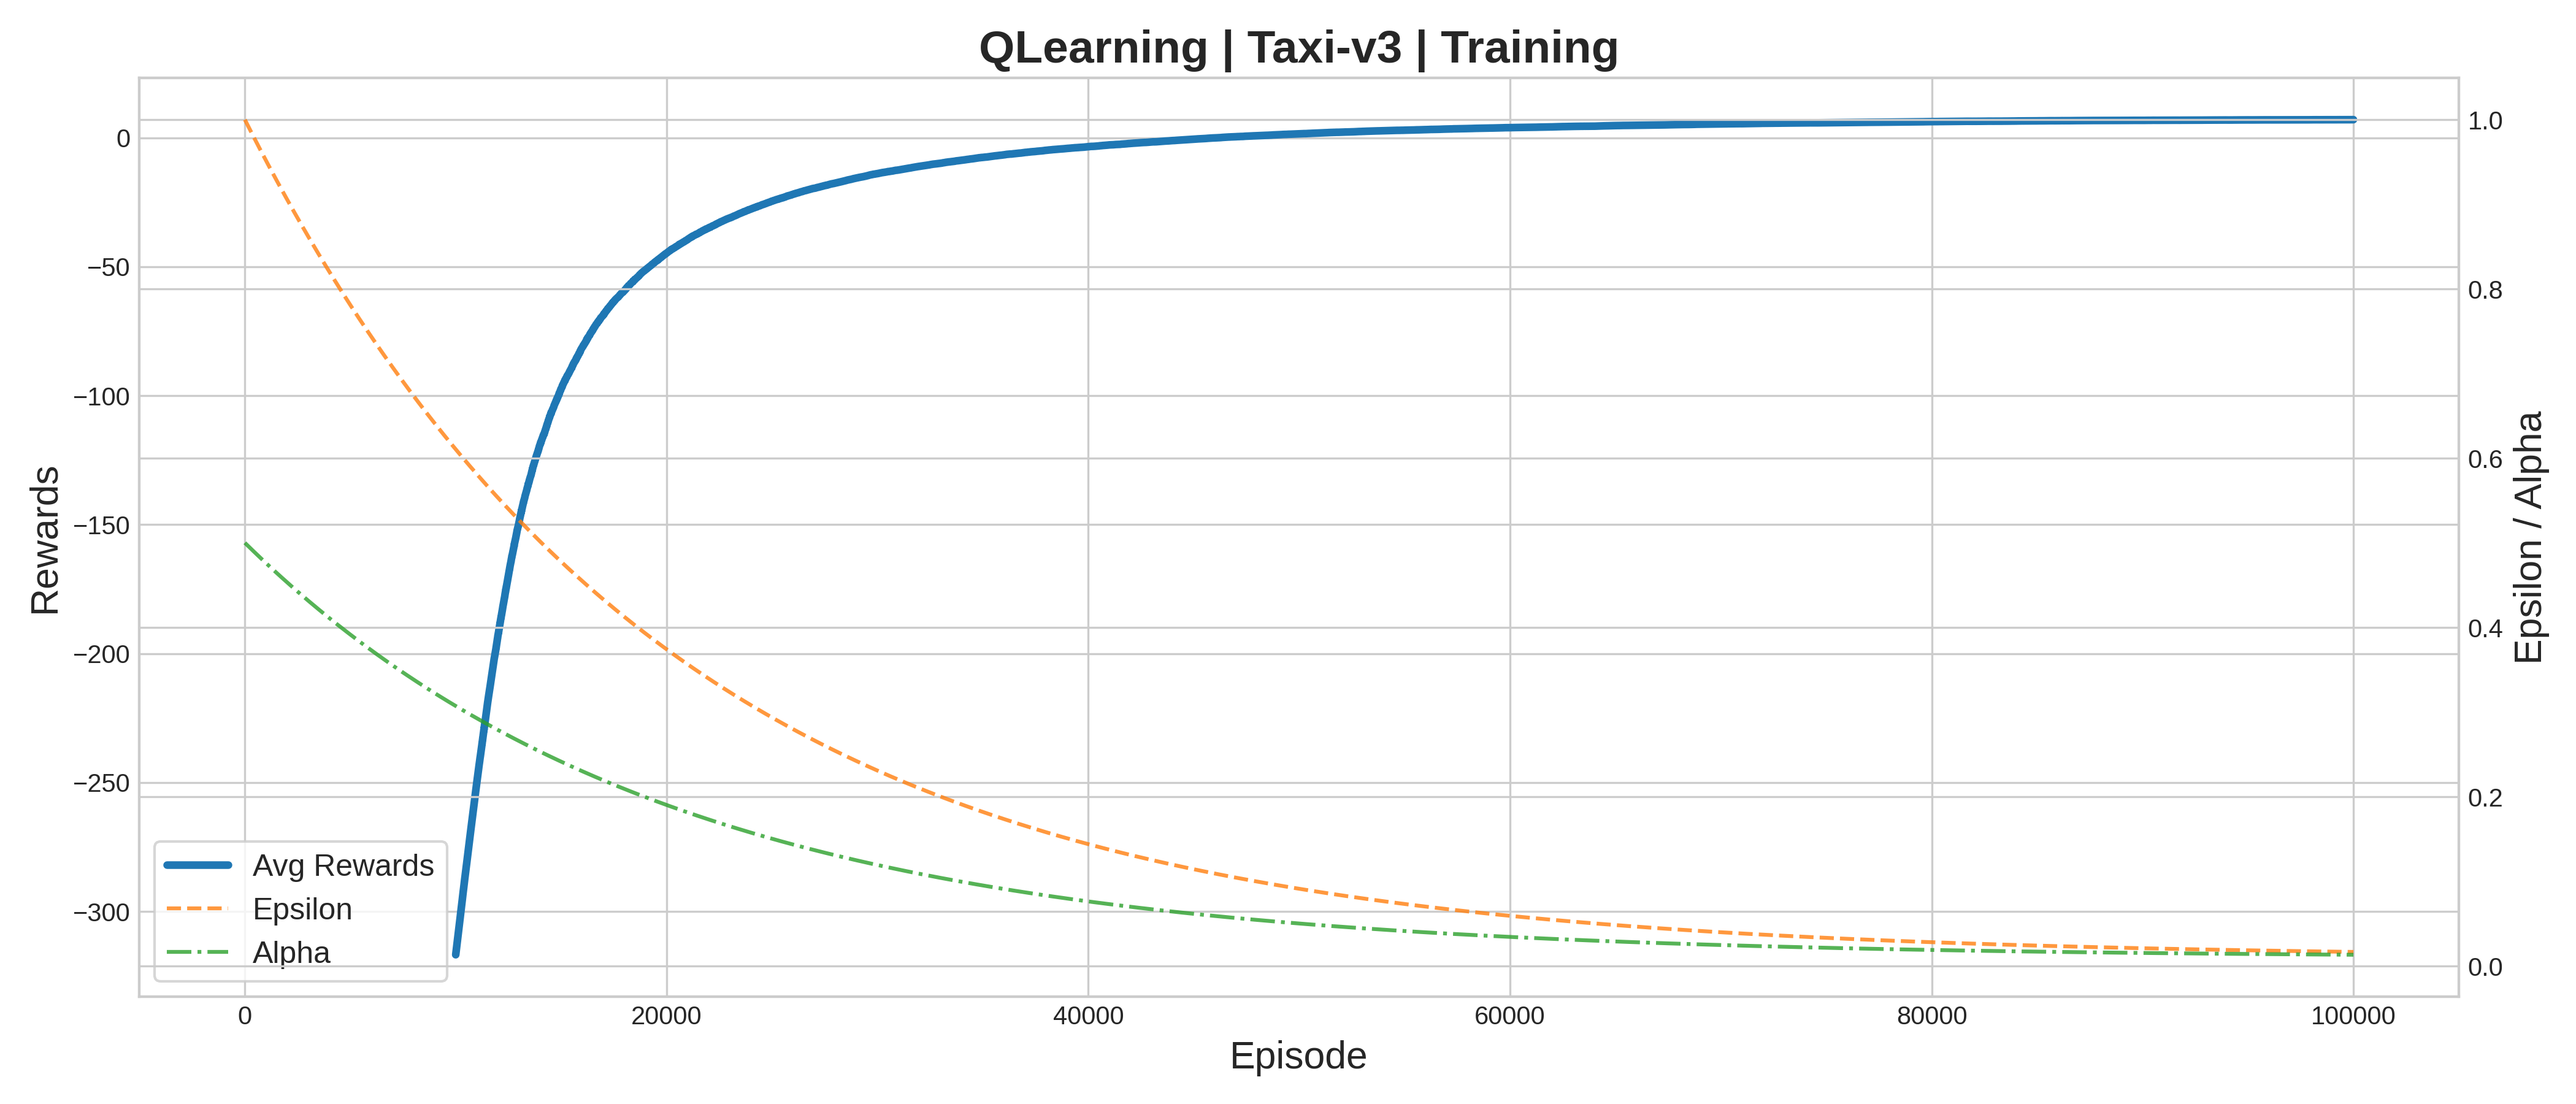 QLearning | Taxi-v3 | Training
Rewards
0
−50
−100
−150
−200
−250
−300
1.0
0.8
0.6
0.4
0.2
0.0
Epsilon / Alpha
Avg Rewards
Epsilon
Alpha
0
20000
40000
60000
80000
100000
Episode